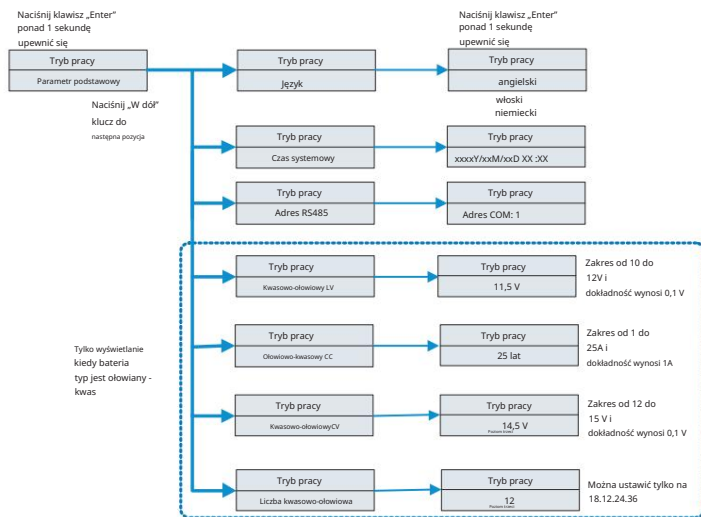 Naciśnij klawisz „Enter”
ponad 1 sekundę
upewnić się
Naciśnij klawisz „Enter”
ponad 1 sekundę
upewnić się
Tryb pracy
Parametr podstawowy
Tryb pracy
Język
Tryb pracy
angielski
włoski
niemiecki
Naciśnij „W dół”
klucz do
następna pozycja
Tryb pracy
Czas systemowy
Tryb pracy
xxxxY/xxM/xxD XX :XX
Tryb pracy
Adres RS485
Tryb pracy
Adres COM: 1
Tylko wyświetlanie
kiedy bateria
typ jest ołowiany -
kwas
Tryb pracy
Kwasowo-ołowiowy LV
Tryb pracy
11,5 V
Zakres od 10 do
12V i
dokładność wynosi 0,1 V
Tryb pracy
Ołowiowo-kwasowy CC
Tryb pracy
25 lat
Zakres od 1 do
25A i
dokładność wynosi 1A
Tryb pracy
Kwasowo-ołowiowyCV
Tryb pracy
14,5 V
Poziom treści
Zakres od 12 do
15 V i
dokładność wynosi 0,1 V
Tryb pracy
Liczba kwasowo-ołowiowa
Tryb pracy
12
Poziom treści
Można ustawić tylko na
18.12.24.36